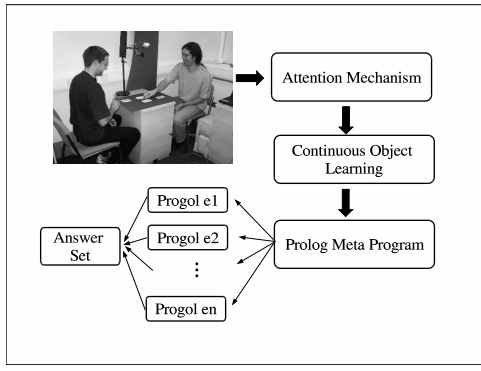 Attention Mechanism
Continuous Object
Learning
Prolog Meta Program
Progol e1
Progol e2
Progol en
Answer
Set